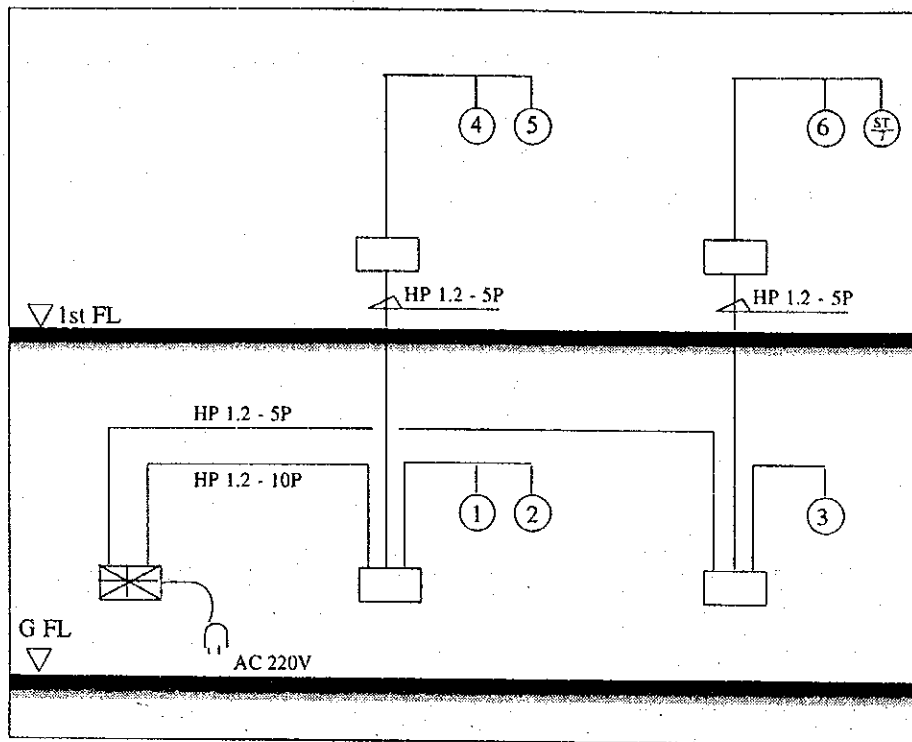 4
5
6
ST
7
HP 1.2 - 5P
HP 1.2 - 5P
1st FL
HP 1.2 - 5P
HP 1.2 - 10P
1
2
3
G FL
AC 220V